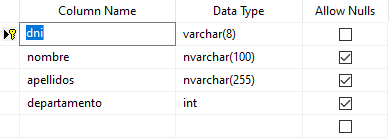 Column Name Data Type Allow Nulls
dni varchar(8)
nombre nvarchar(100)
apellidos nvarchar(255)
departamento int